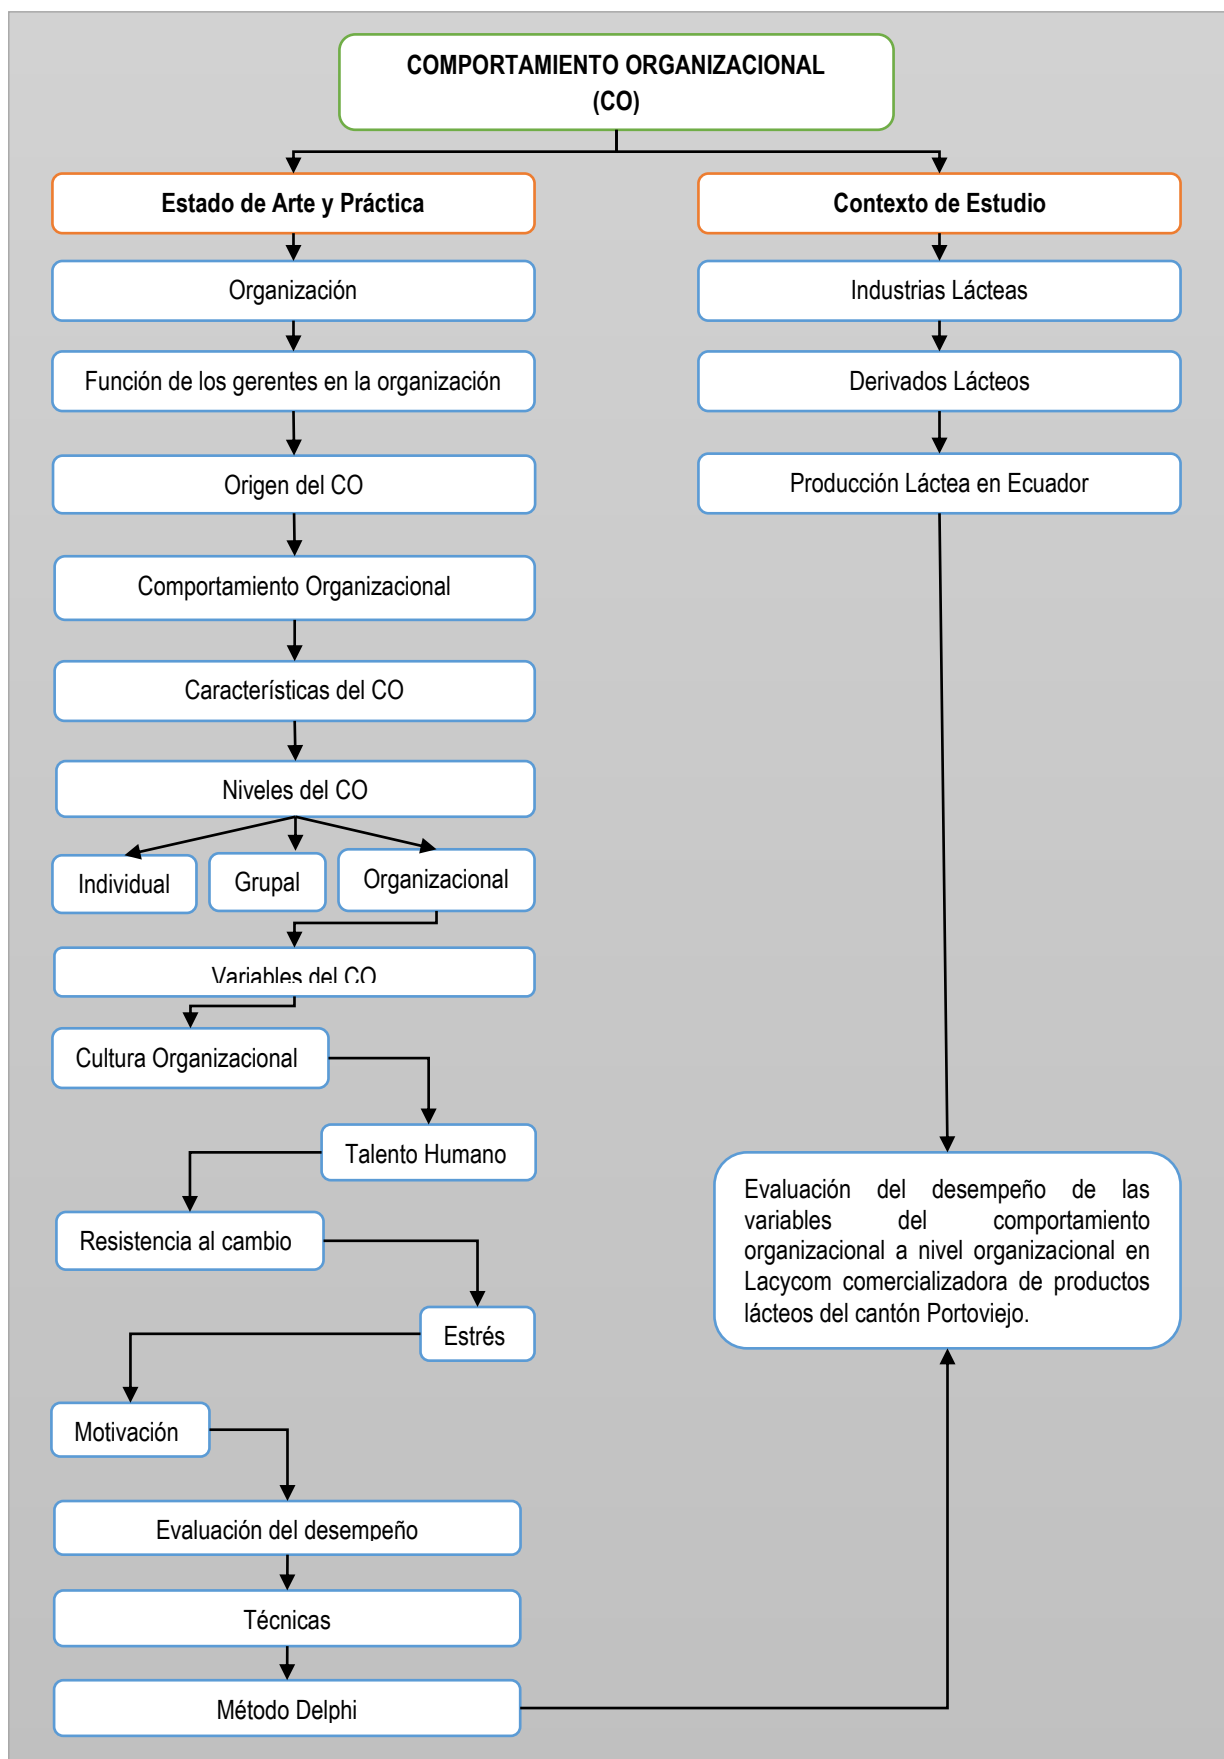 COMPORTAMIENTO ORGANIZACIONAL
(CO)
Estado de Arte y Práctica
Organización
Función de los gerentes en la organización
Origen del CO
Comportamiento Organizacional
Características del CO
Niveles del CO
Individual
Grupal
Organizacional
Variables del CO
Cultura Organizacional
Talento Humano
Resistencia al cambio
Estrés
Motivación
Evaluación del desempeño
Técnicas
Método Delphi
Contexto de Estudio
Industrias Lácteas
Derivados Lácteos
Producción Láctea en Ecuador
Evaluación del desempeño de las
variables del comportamiento
organizacional a nivel organizacional en
Lacycom comercializadora de productos
lácteos del cantón Portoviejo.